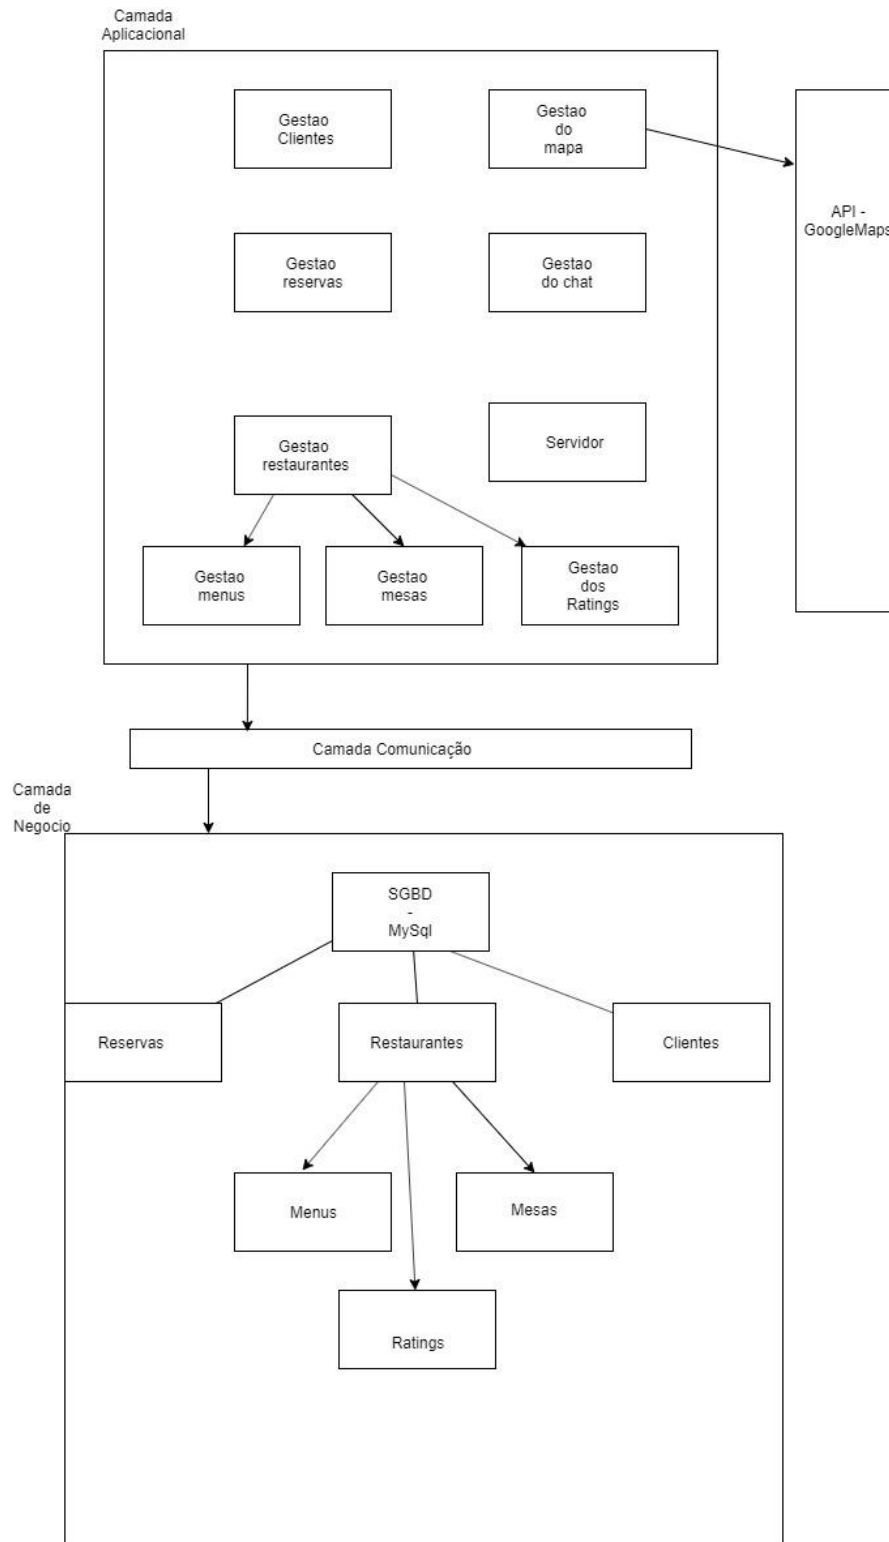 Camada
Aplicacional
Gestao
Clientes
Gestao
do
mapa
API -
GoogleMaps
Gestao
reservas
Gestao
do chat
Gestao
restaurantes
Servidor
Gestao
menus
Gestao
mesas
Gestao
dos
Ratings
Camada Comunicação
Camada
de
Negocio
SGBD
-
MySql
Reservas
Restaurantes
Clientes
Menus
Mesas
Ratings